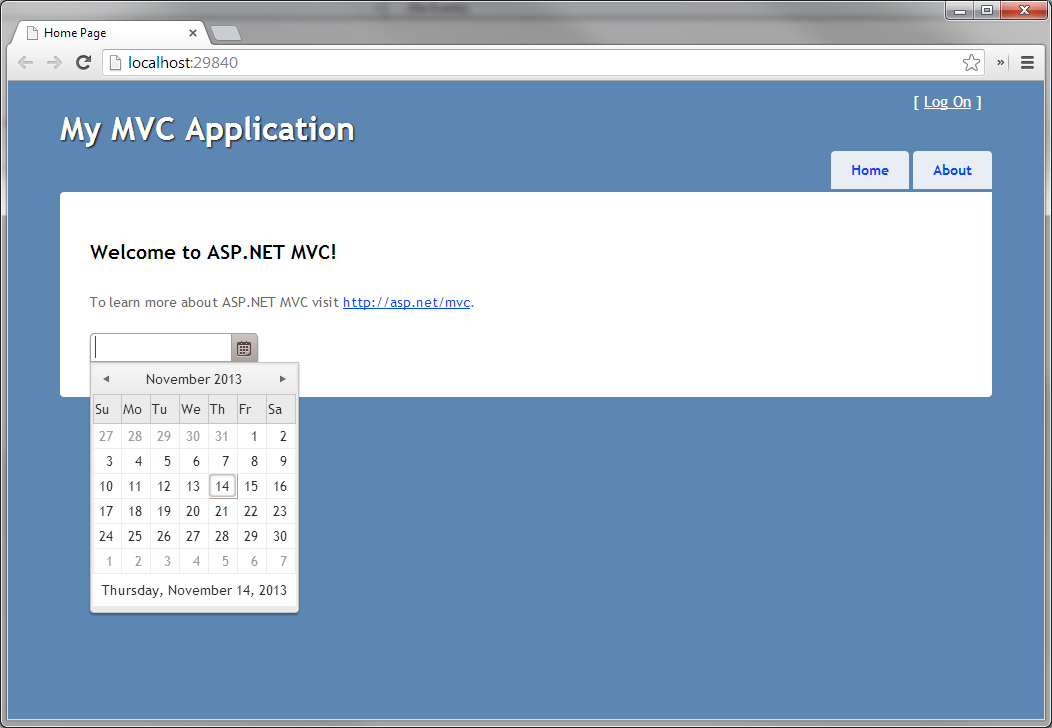 Home Page
localhost:29840
[ Log On ]
My MVC Application
Home About
Welcome to ASP.NET MVC!
To learn more about ASP.NET MVC visit http://asp.net/mvc.
November 2013
Su Mo Tu We Th Fr Sa
27 28 29 30 31 1 2
3 4 5 6 7 8 9
10 11 12 13 14 15 16
17 18 19 20 21 22 23
24 25 26 27 28 29 30
1 2 3 4 5 6 7
Thursday, November 14, 2013